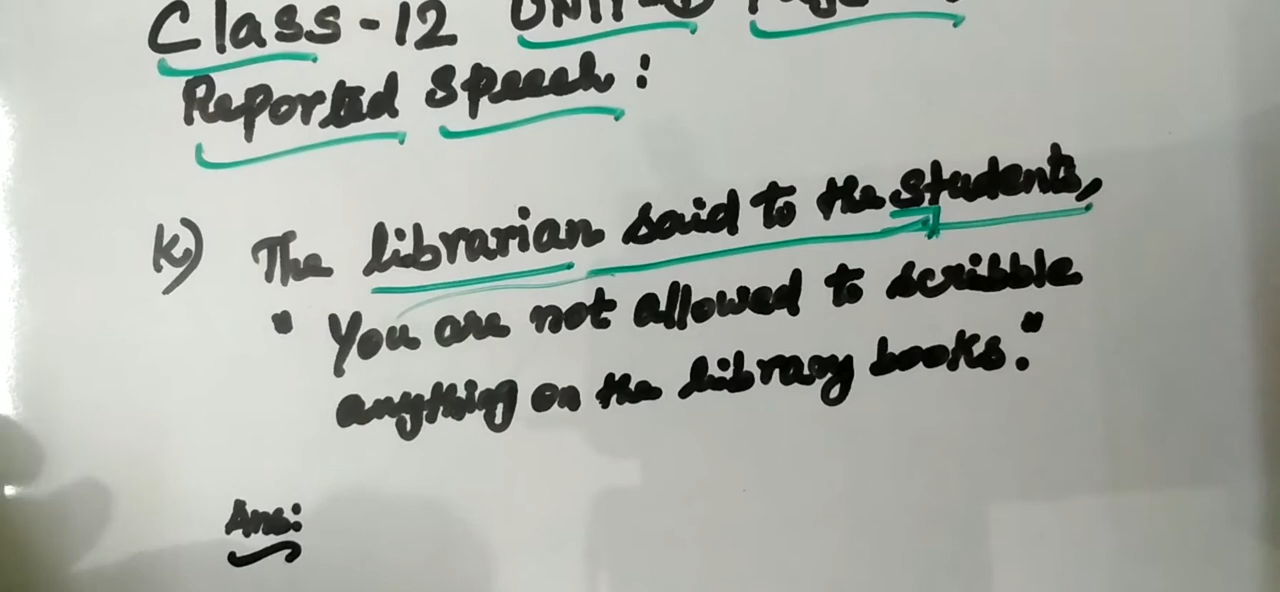 Class-12 UNIT-
Reported Speech:
K) The librarian said to the students,
"You are not allowed to scribble
anything on the library books."
Ans: